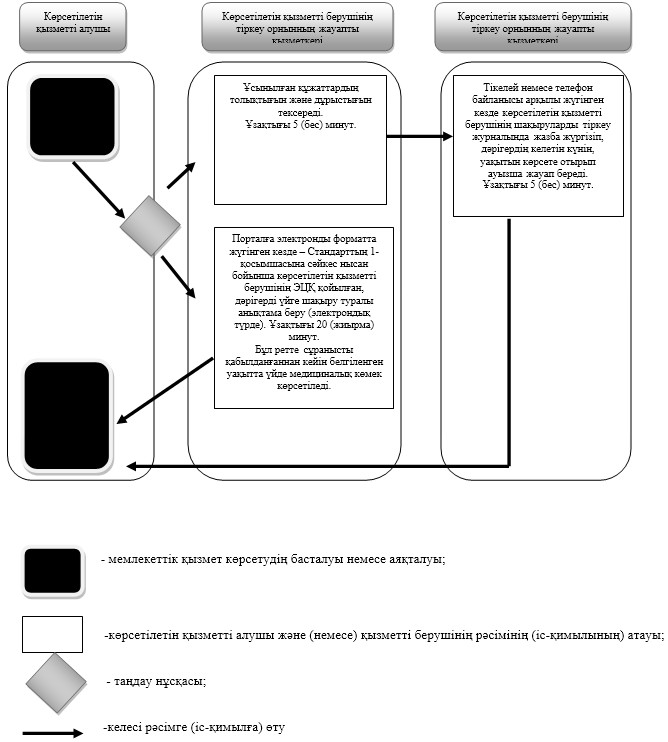 Көрсетілетін
қызметті алушы
Көрсетілетін қызметті берушінің
тіркеу орнынның жауапты
қызметкері
Көрсетілетін қызметті берушінің
тіркеу орнынның жауапты
қызметкері
Ұсынылған құжаттардың
толықтығын және дұрыстығын
тексереді.
Ұзақтығы 5 (бес) минут.
Тікелей немесе телефон
байланысы арқылы жүгінген
кезде көрсетілетін қызметті
берушінің шақыруларды тіркеу
журналында жазба жүргізіп,
дәрігердің келетін күнін,
уақытын көрсете отырып
ауызша жауап береді.
Ұзақтығы 5 (бес) минут.
Порталға электронды форматта
жүгінген кезде – Стандарттың 1-
қосымшасына сәйкес нысан
бойынша көрсетілетін қызметті
берушінің ЭЦҚ қойылған,
дәрігерді үйге шақыру туралы
анықтама беру (электрондық
түрде). Ұзақтығы 20 (жиырма)
минут.
Бұл ретте сұранысты
қабылданғаннан кейін белгіленген
уақытта үйде медициналық көмек
көрсетіледі.
- мемлекеттік қызмет көрсетудің басталуы немесе аяқталуы;
-көрсетілетін қызметті алушы және (немесе) қызметті берушінің рәсімінің (іс-қимылының) атауы;
- таңдау нұсқасы;
-келесі рәсімге (іс-қимылға) өту